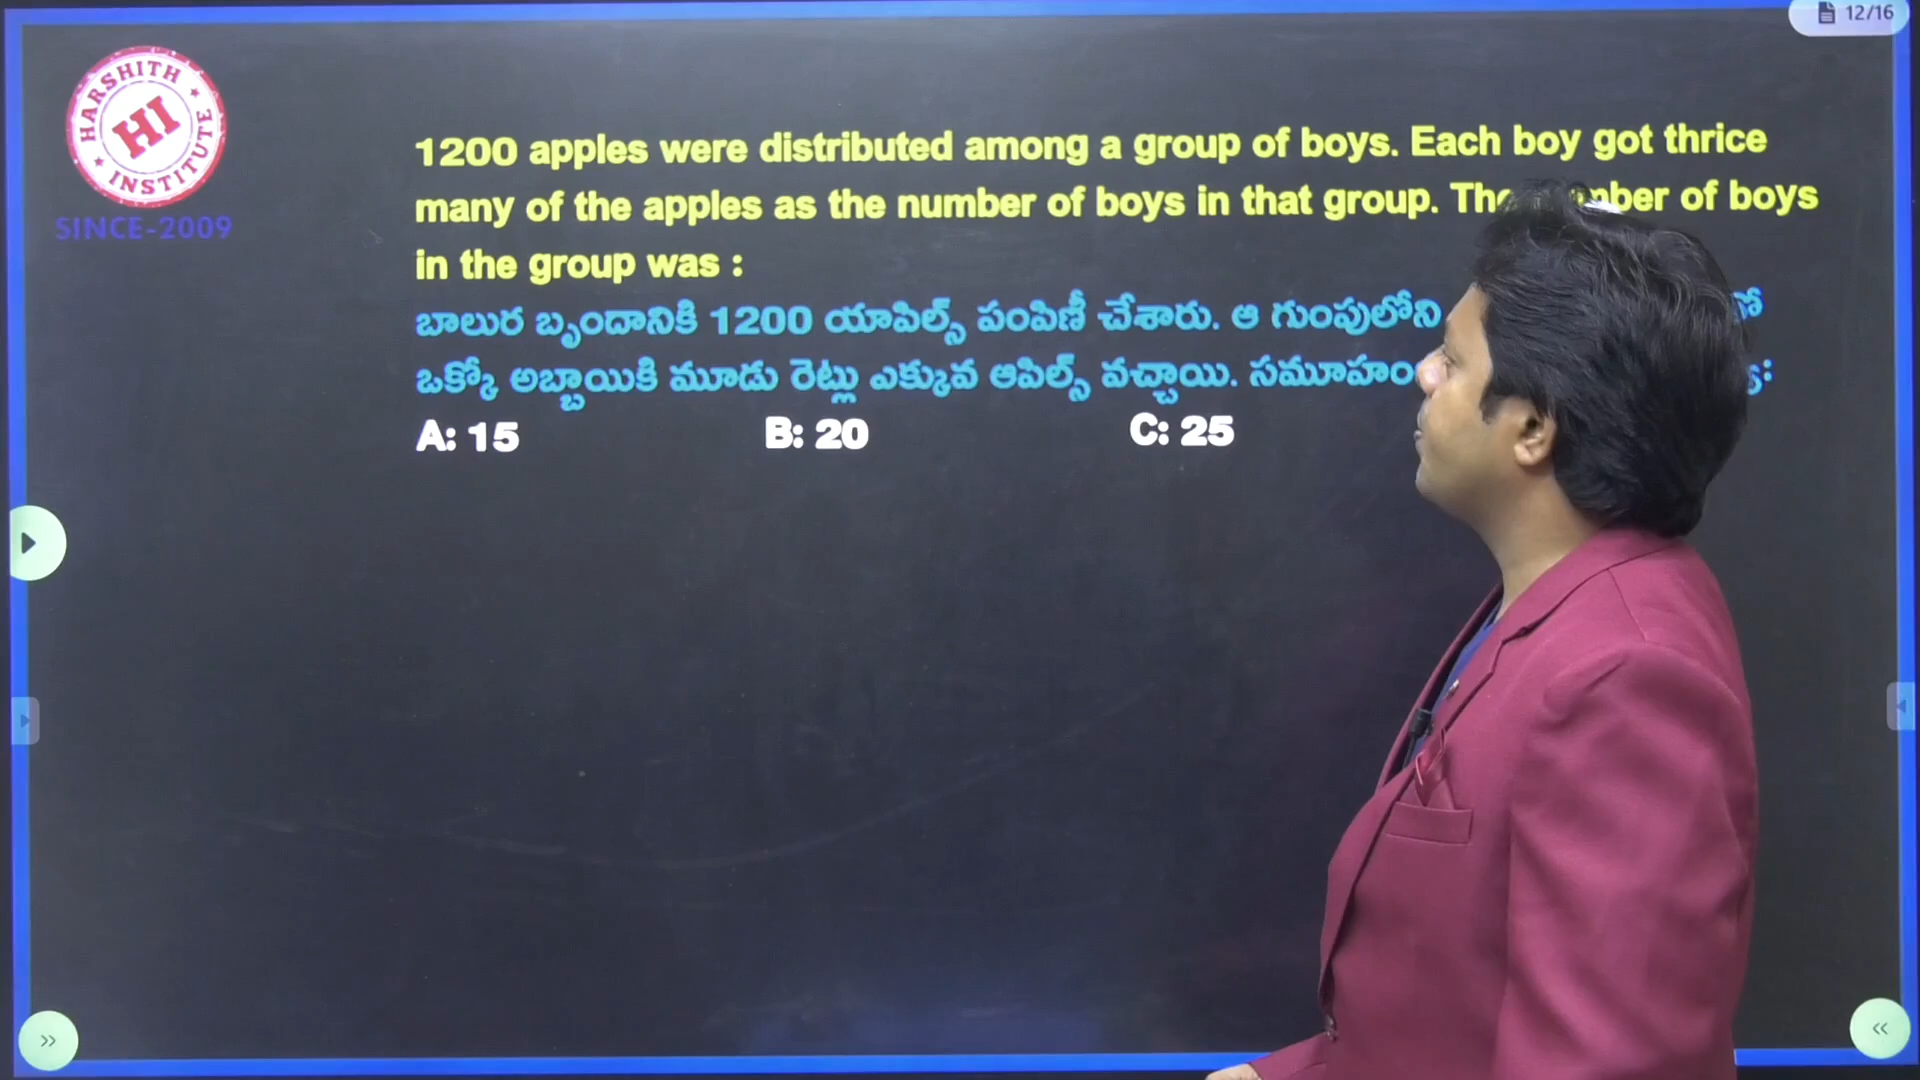 12/16
HARSHITH
HI
INSTITUTE
SINCE-2009
1200 apples were distributed among a group of boys. Each boy got thrice
many of the apples as the number of boys in that group. The number of boys
in the group was :
బాలుర బృందానికి 1200 యాపిల్స్ పంపిణీ చేశారు. ఆ గుంపులోని
ఒక్కో అబ్బాయికి మూడు రెట్లు ఎక్కువ ఆపిల్స్ వచ్చాయి.
A: 15 B: 20 C: 25